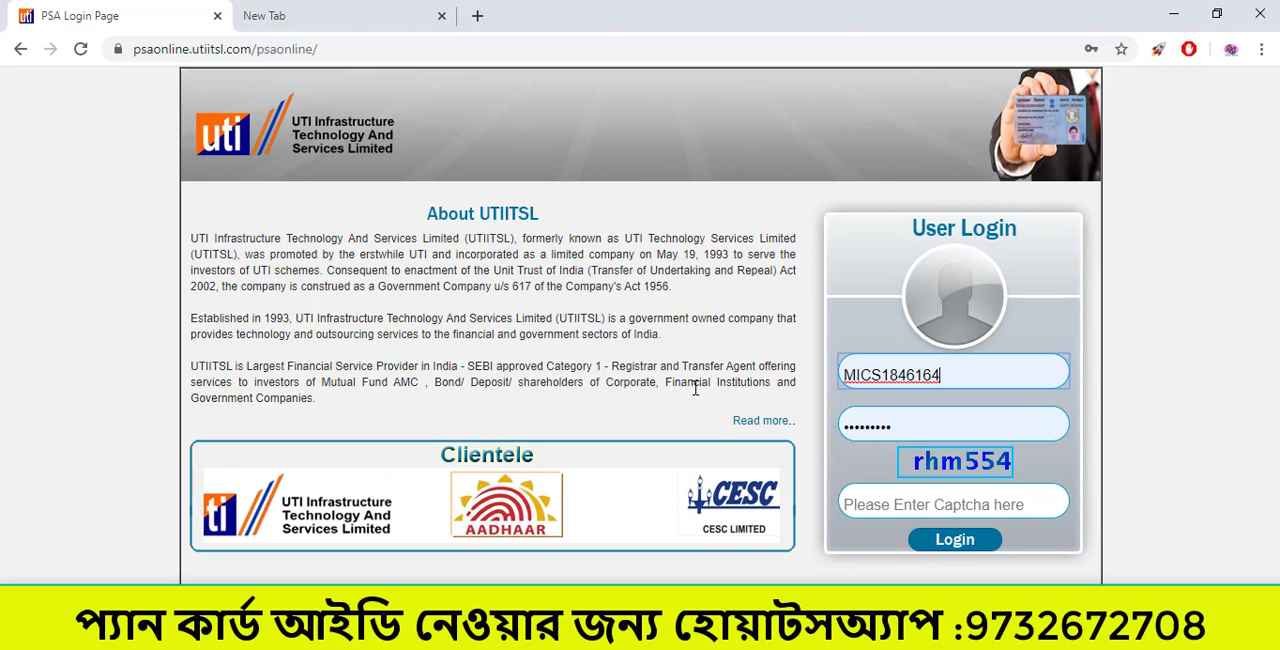 PSA Login Page
New Tab
psaonline.utiitsl.com/psaonline/
uti
UTI Infrastructure
Technology And
Services Limited
About UTIITSL
UTI Infrastructure Technology And Services Limited (UTIITSL), formerly known as UTI Technology Services Limited
(UTITSL), was promoted by the erstwhile UTI and incorporated as a limited company on May 19, 1993 to serve the
investors of UTI schemes. Consequent to enactment of the Unit Trust of India (Transfer of Undertaking and Repeal) Act
2002, the company is construed as a Government Company u/s 617 of the Company's Act 1956.
Established in 1993, UTI Infrastructure Technology And Services Limited (UTIITSL) is a government owned company that
provides technology and outsourcing services to the financial and government sectors of India.
UTIITSL is Largest Financial Service Provider in India - SEBI approved Category 1 - Registrar and Transfer Agent offering
services to investors of Mutual Fund AMC , Bond/ Deposit/ shareholders of Corporate, Financial Institutions and
Government Companies.
Read more..
Clientele
ti
UTI Infrastructure
Technology And
Services Limited
AADHAAR
CESC
CESC LIMITED
User Login
MICS1846164
•••••••••
rhm554
Please Enter Captcha here
Login
প্যান কার্ড আইডি নেওয়ার জন্য হোয়াটসঅ্যাপ :9732672708